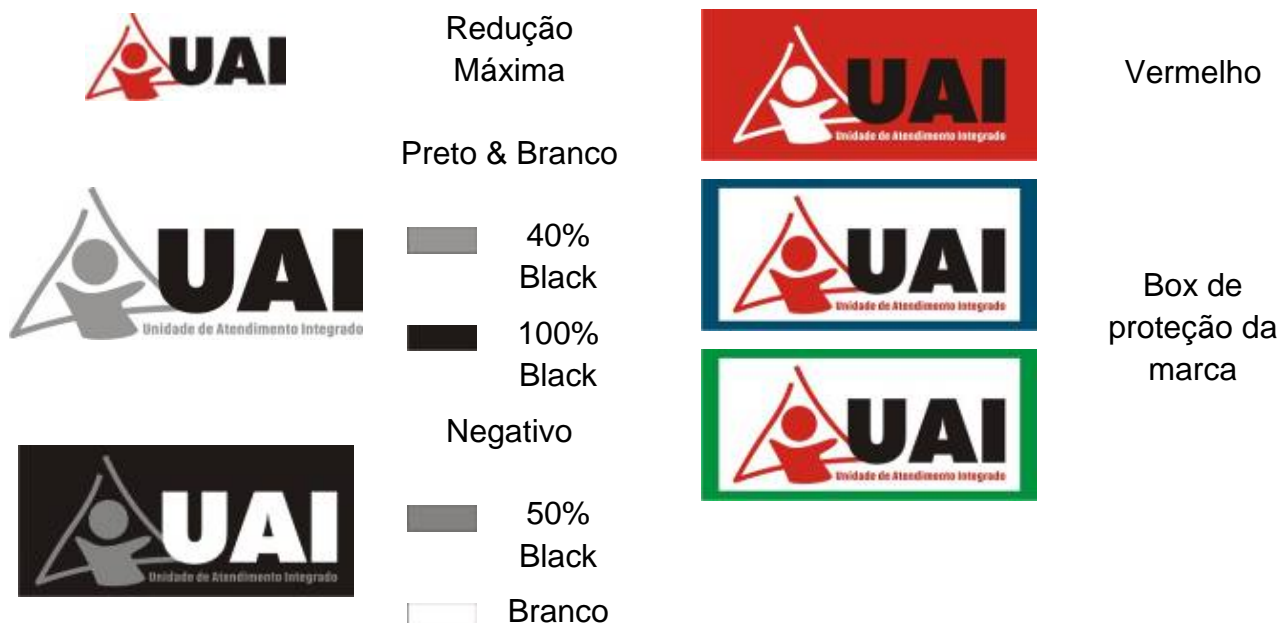 UAI
Redução
Máxima
Preto & Branco
UAI
Unidade de Atendimento Integrado
40%
Black
100%
Black
Negativo
UAI
Unidade de Atendimento Integrado
50%
Black
Branco
UAI
Unidade de Atendimento Integrado
Vermelho
UAI
Unidade de Atendimento Integrado
UAI
Unidade de Atendimento Integrado
Box de
proteção da
marca